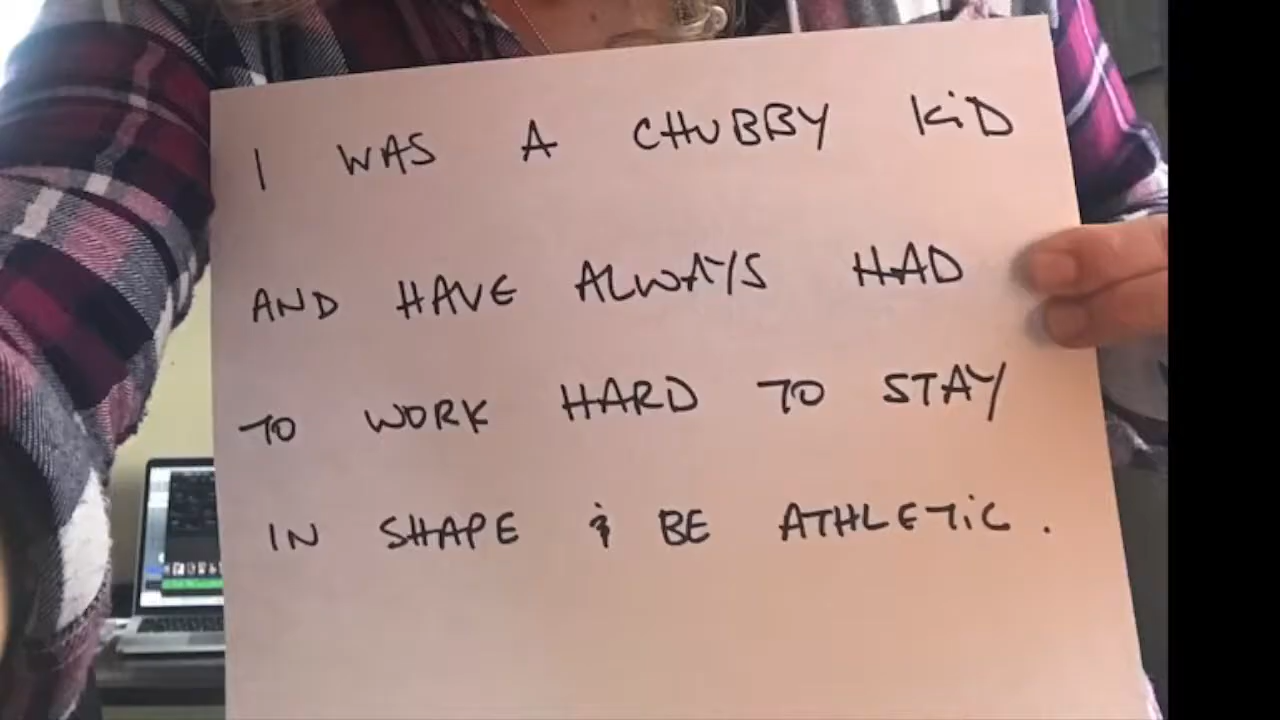 I WAS A CHUBBY KiD
AND HAVE ALWAYS HAD
TO WORK HARD TO STAY
IN SHAPE & BE ATHLETiC.